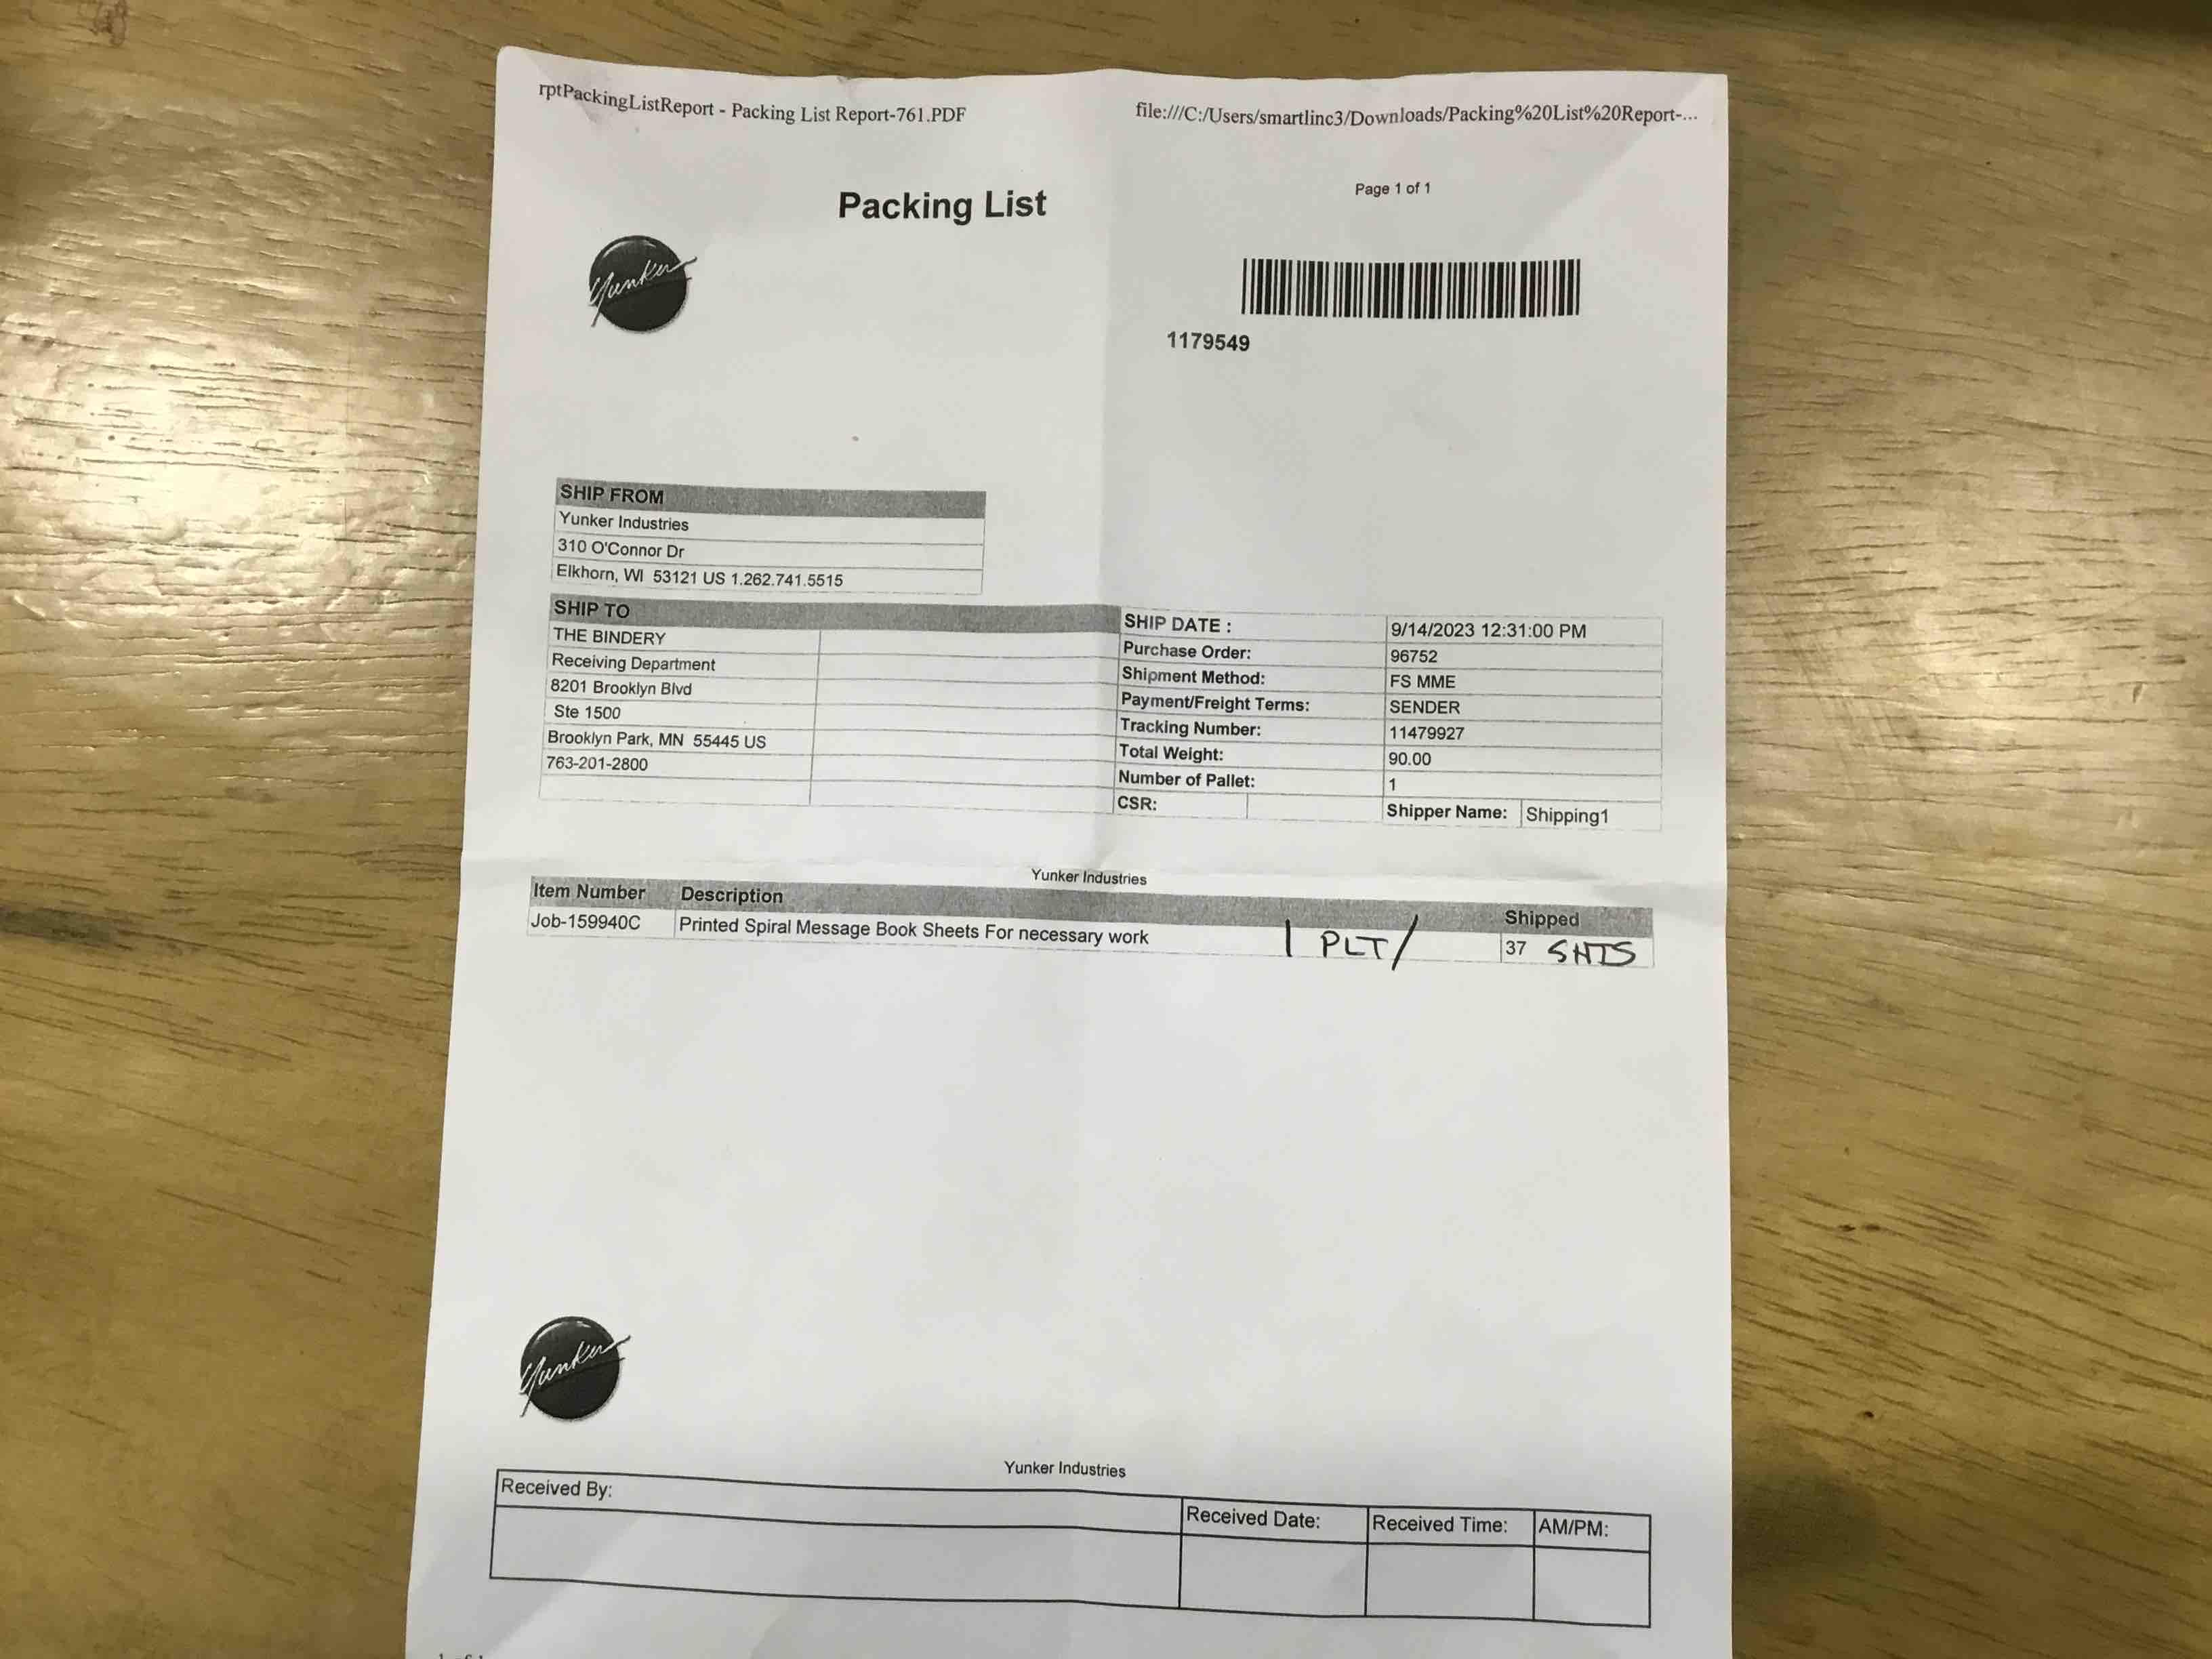 rptPackingListReport - Packing List Report-761.PDF
file:///C:/Users/smartlinc3/Downloads/Packing%20List%20Report-...
Packing List
Page 1 of 1
Yunker
1179549
SHIP FROM
Yunker Industries
310 O'Connor Dr
Elkhorn, WI 53121 US 1.262.741.5515
SHIP TO
THE BINDERY
Receiving Department
8201 Brooklyn Blvd
Ste 1500
Brooklyn Park, MN 55445 US
763-201-2800
SHIP DATE : 9/14/2023 12:31:00 PM
Purchase Order: 96752
Shipment Method: FS MME
Payment/Freight Terms: SENDER
Tracking Number: 11479927
Total Weight: 90.00
Number of Pallet: 1
CSR: Shipper Name: Shipping1
Yunker Industries
Item Number Description Shipped
Job-159940C Printed Spiral Message Book Sheets For necessary work 1 PLT/ 37 SHTS
Yunker
Yunker Industries
Received By: Received Date: Received Time: AM/PM: